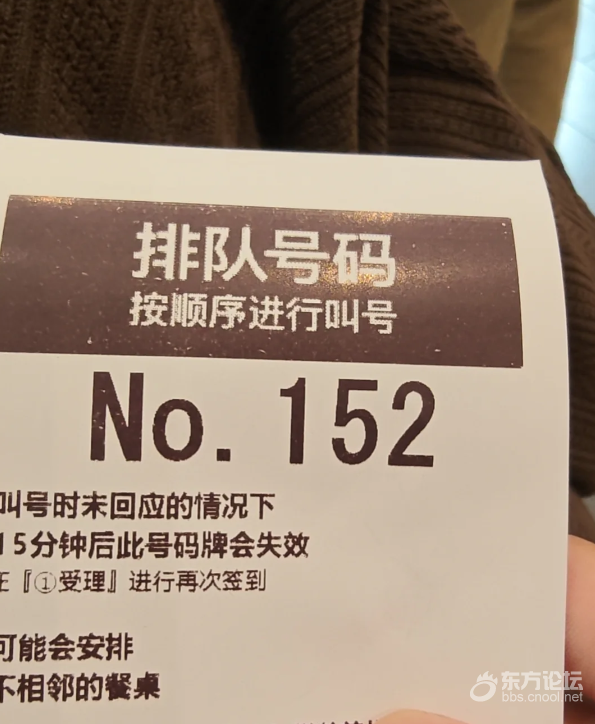 排队号码
按顺序进行叫号
No. 152
叫号时未回应的情况下
15分钟后此号码牌会失效
在『①受理』进行再次签到
可能会安排
不相邻的餐桌
东方论坛
bbs.cnool.net